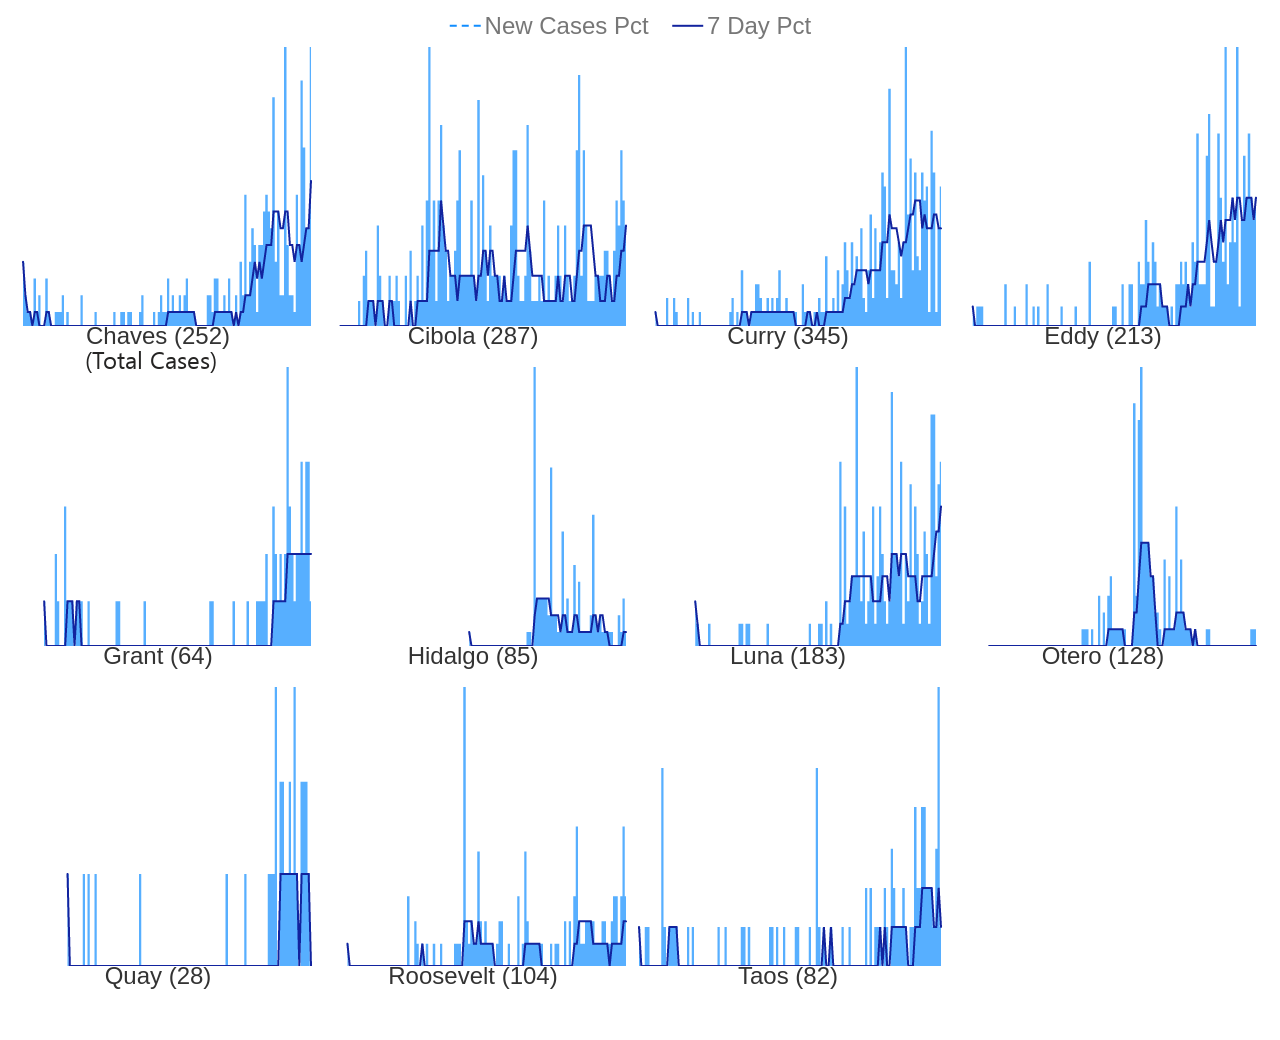 New Cases Pct 7 Day Pct
Chaves (252) Cibola (287) Curry (345) Eddy (213)
(Total Cases)
Grant (64) Hidalgo (85) Luna (183) Otero (128)
Quay (28) Roosevelt (104) Taos (82)